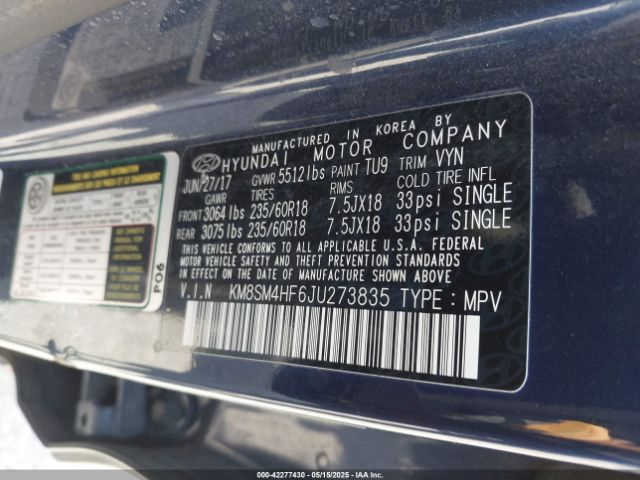 MANUFACTURED IN KOREA BY
HYUNDAI MOTOR COMPANY
JUN/27/17 GVWR 5512lbs PAINT TU9 TRIM VYN
GAWR TIRES RIMS COLD TIRE INFL
FRONT 3064lbs 235/60R18 7.5JX18 33psi SINGLE
REAR 3075lbs 235/60R18 7.5JX18 33psi SINGLE
THIS VEHICLE CONFORMS TO ALL APPLICABLE U.S.A. FEDERAL
MOTOR VEHICLE SAFETY, BUMPER, AND THEFT PREVENTION
STANDARDS IN EFFECT ON THE DATE OF MANUFACTURE SHOWN ABOVE.
V.I.N KM8SM4HF6JU273835 TYPE : MPV
PO6
000-42277430 - 05/15/2025 - IAA INC. COPYRIGHT